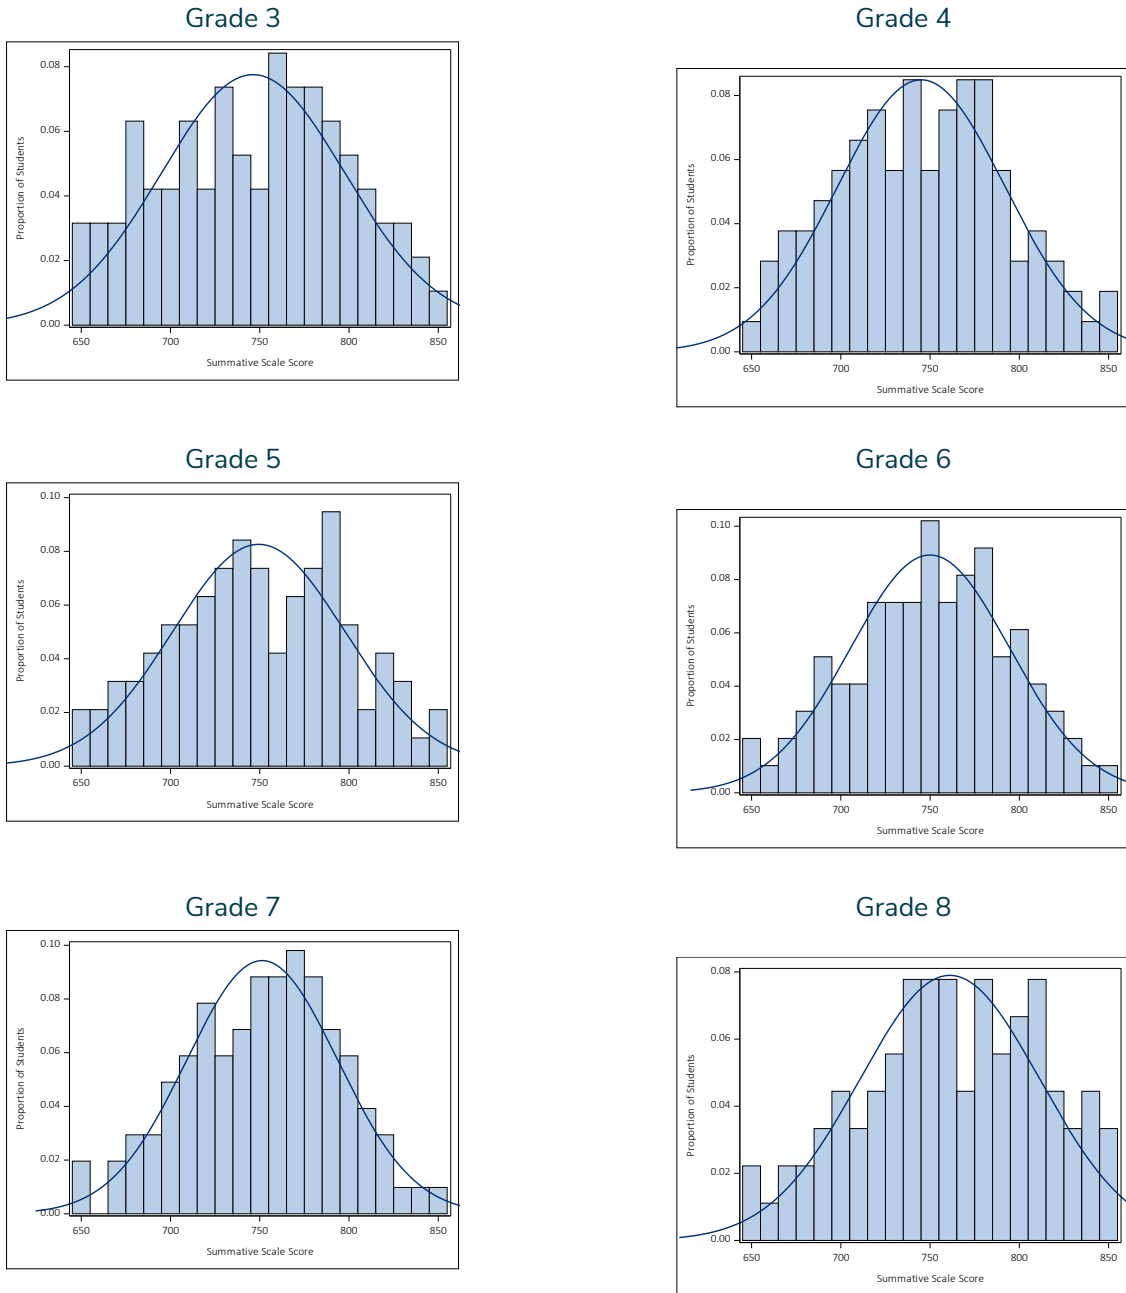 Grade 3
Proportion of Students
0.08
0.06
0.04
0.02
0.00
650 700 750 800 850
Summative Scale Score
Grade 4
Proportion of Students
0.08
0.06
0.04
0.02
0.00
650 700 750 800 850
Summative Scale Score
Grade 5
Proportion of Students
0.10
0.08
0.06
0.04
0.02
0.00
650 700 750 800 850
Summative Scale Score
Grade 6
Proportion of Students
0.10
0.08
0.06
0.04
0.02
0.00
650 700 750 800 850
Summative Scale Score
Grade 7
Proportion of Students
0.10
0.08
0.06
0.04
0.02
0.00
650 700 750 800 850
Summative Scale Score
Grade 8
Proportion of Students
0.08
0.06
0.04
0.02
0.00
650 700 750 800 850
Summative Scale Score